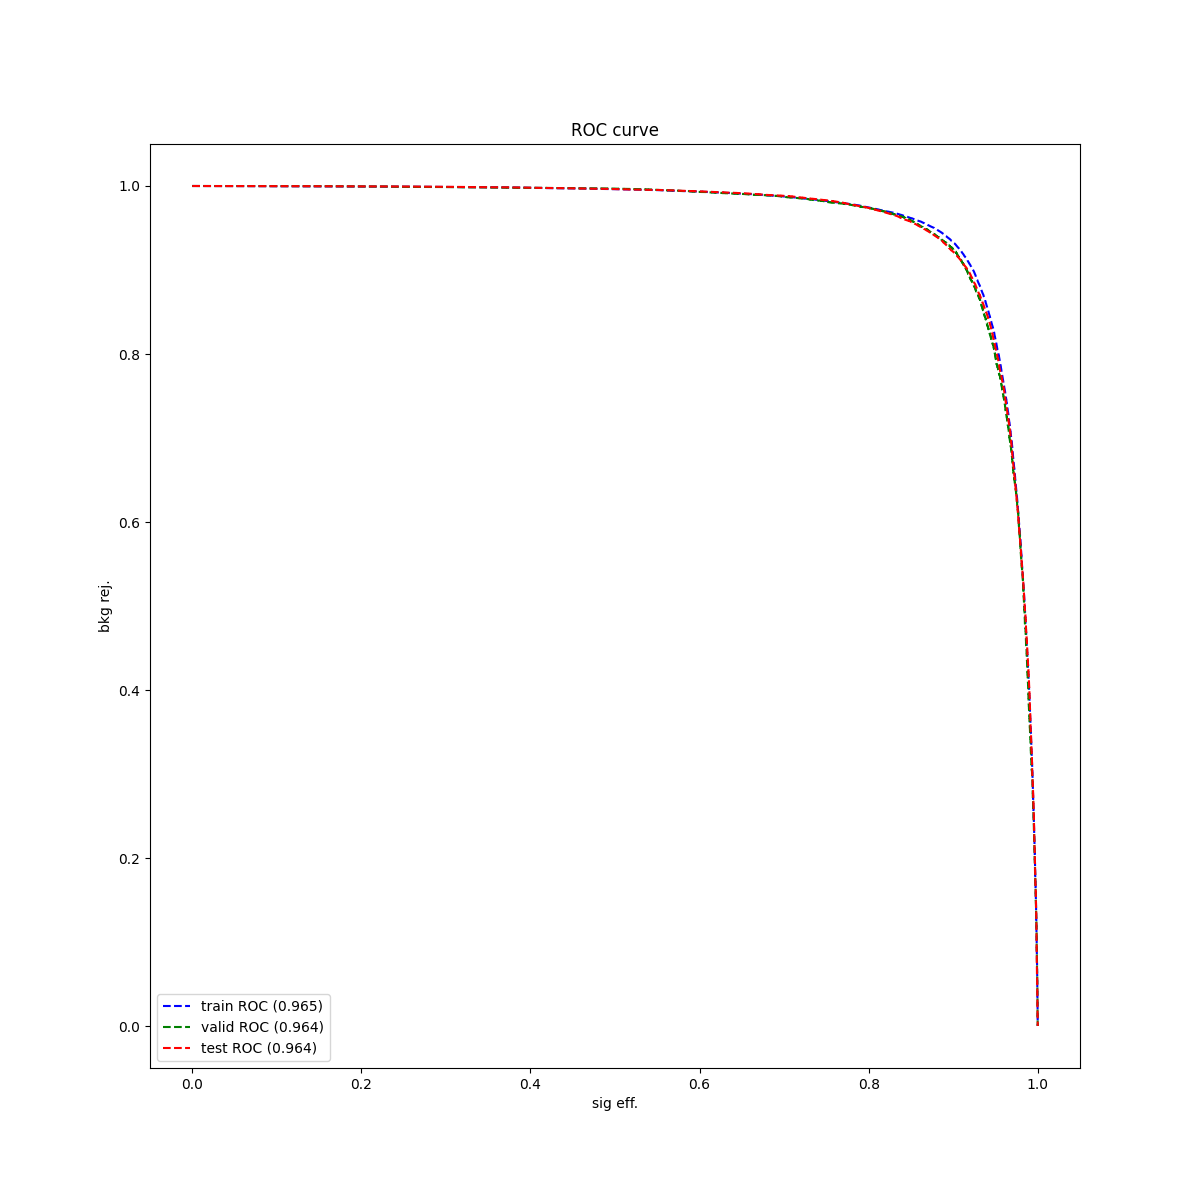 ROC curve
1.0
0.8
0.6
0.4
0.2
0.0
bkg rej.
train ROC (0.965)
valid ROC (0.964)
test ROC (0.964)
0.0 0.2 0.4 0.6 0.8 1.0
sig eff.